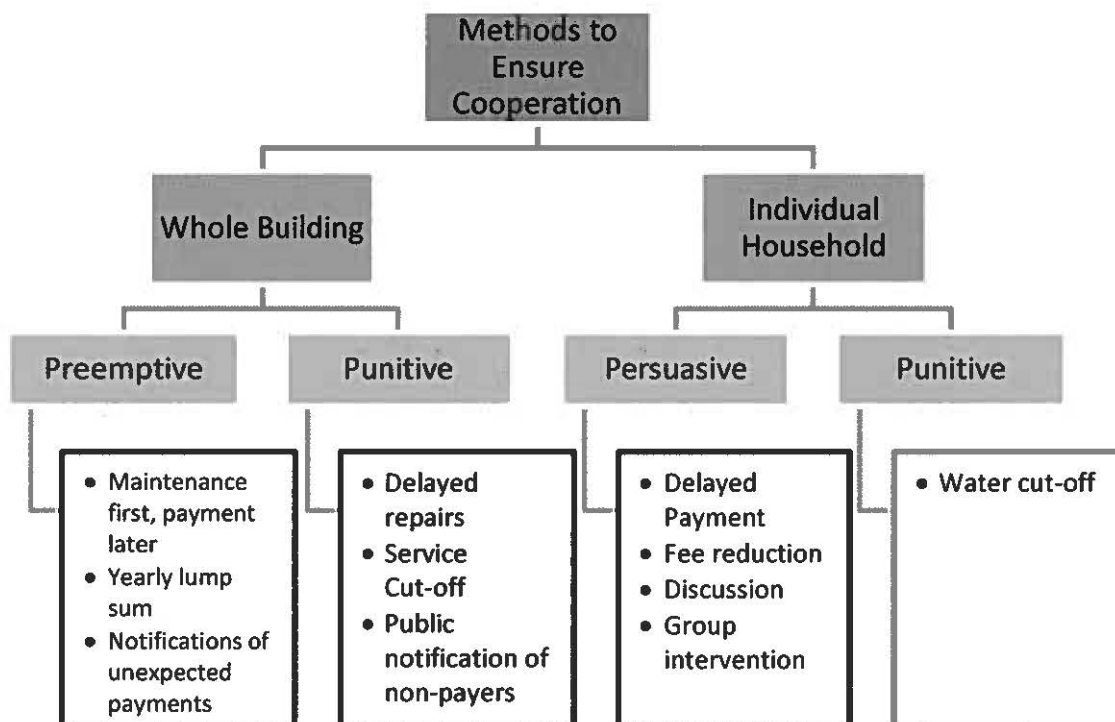 Methods to
Ensure
Cooperation
Whole Building
Individual
Household
Preemptive
Punitive
Persuasive
Punitive
• Maintenance
first, payment
later
• Yearly lump
sum
• Notifications of
unexpected
payments
• Delayed
repairs
• Service
Cut-off
• Public
notification of
non-payers
• Delayed
Payment
• Fee reduction
• Discussion
• Group
intervention
• Water cut-off